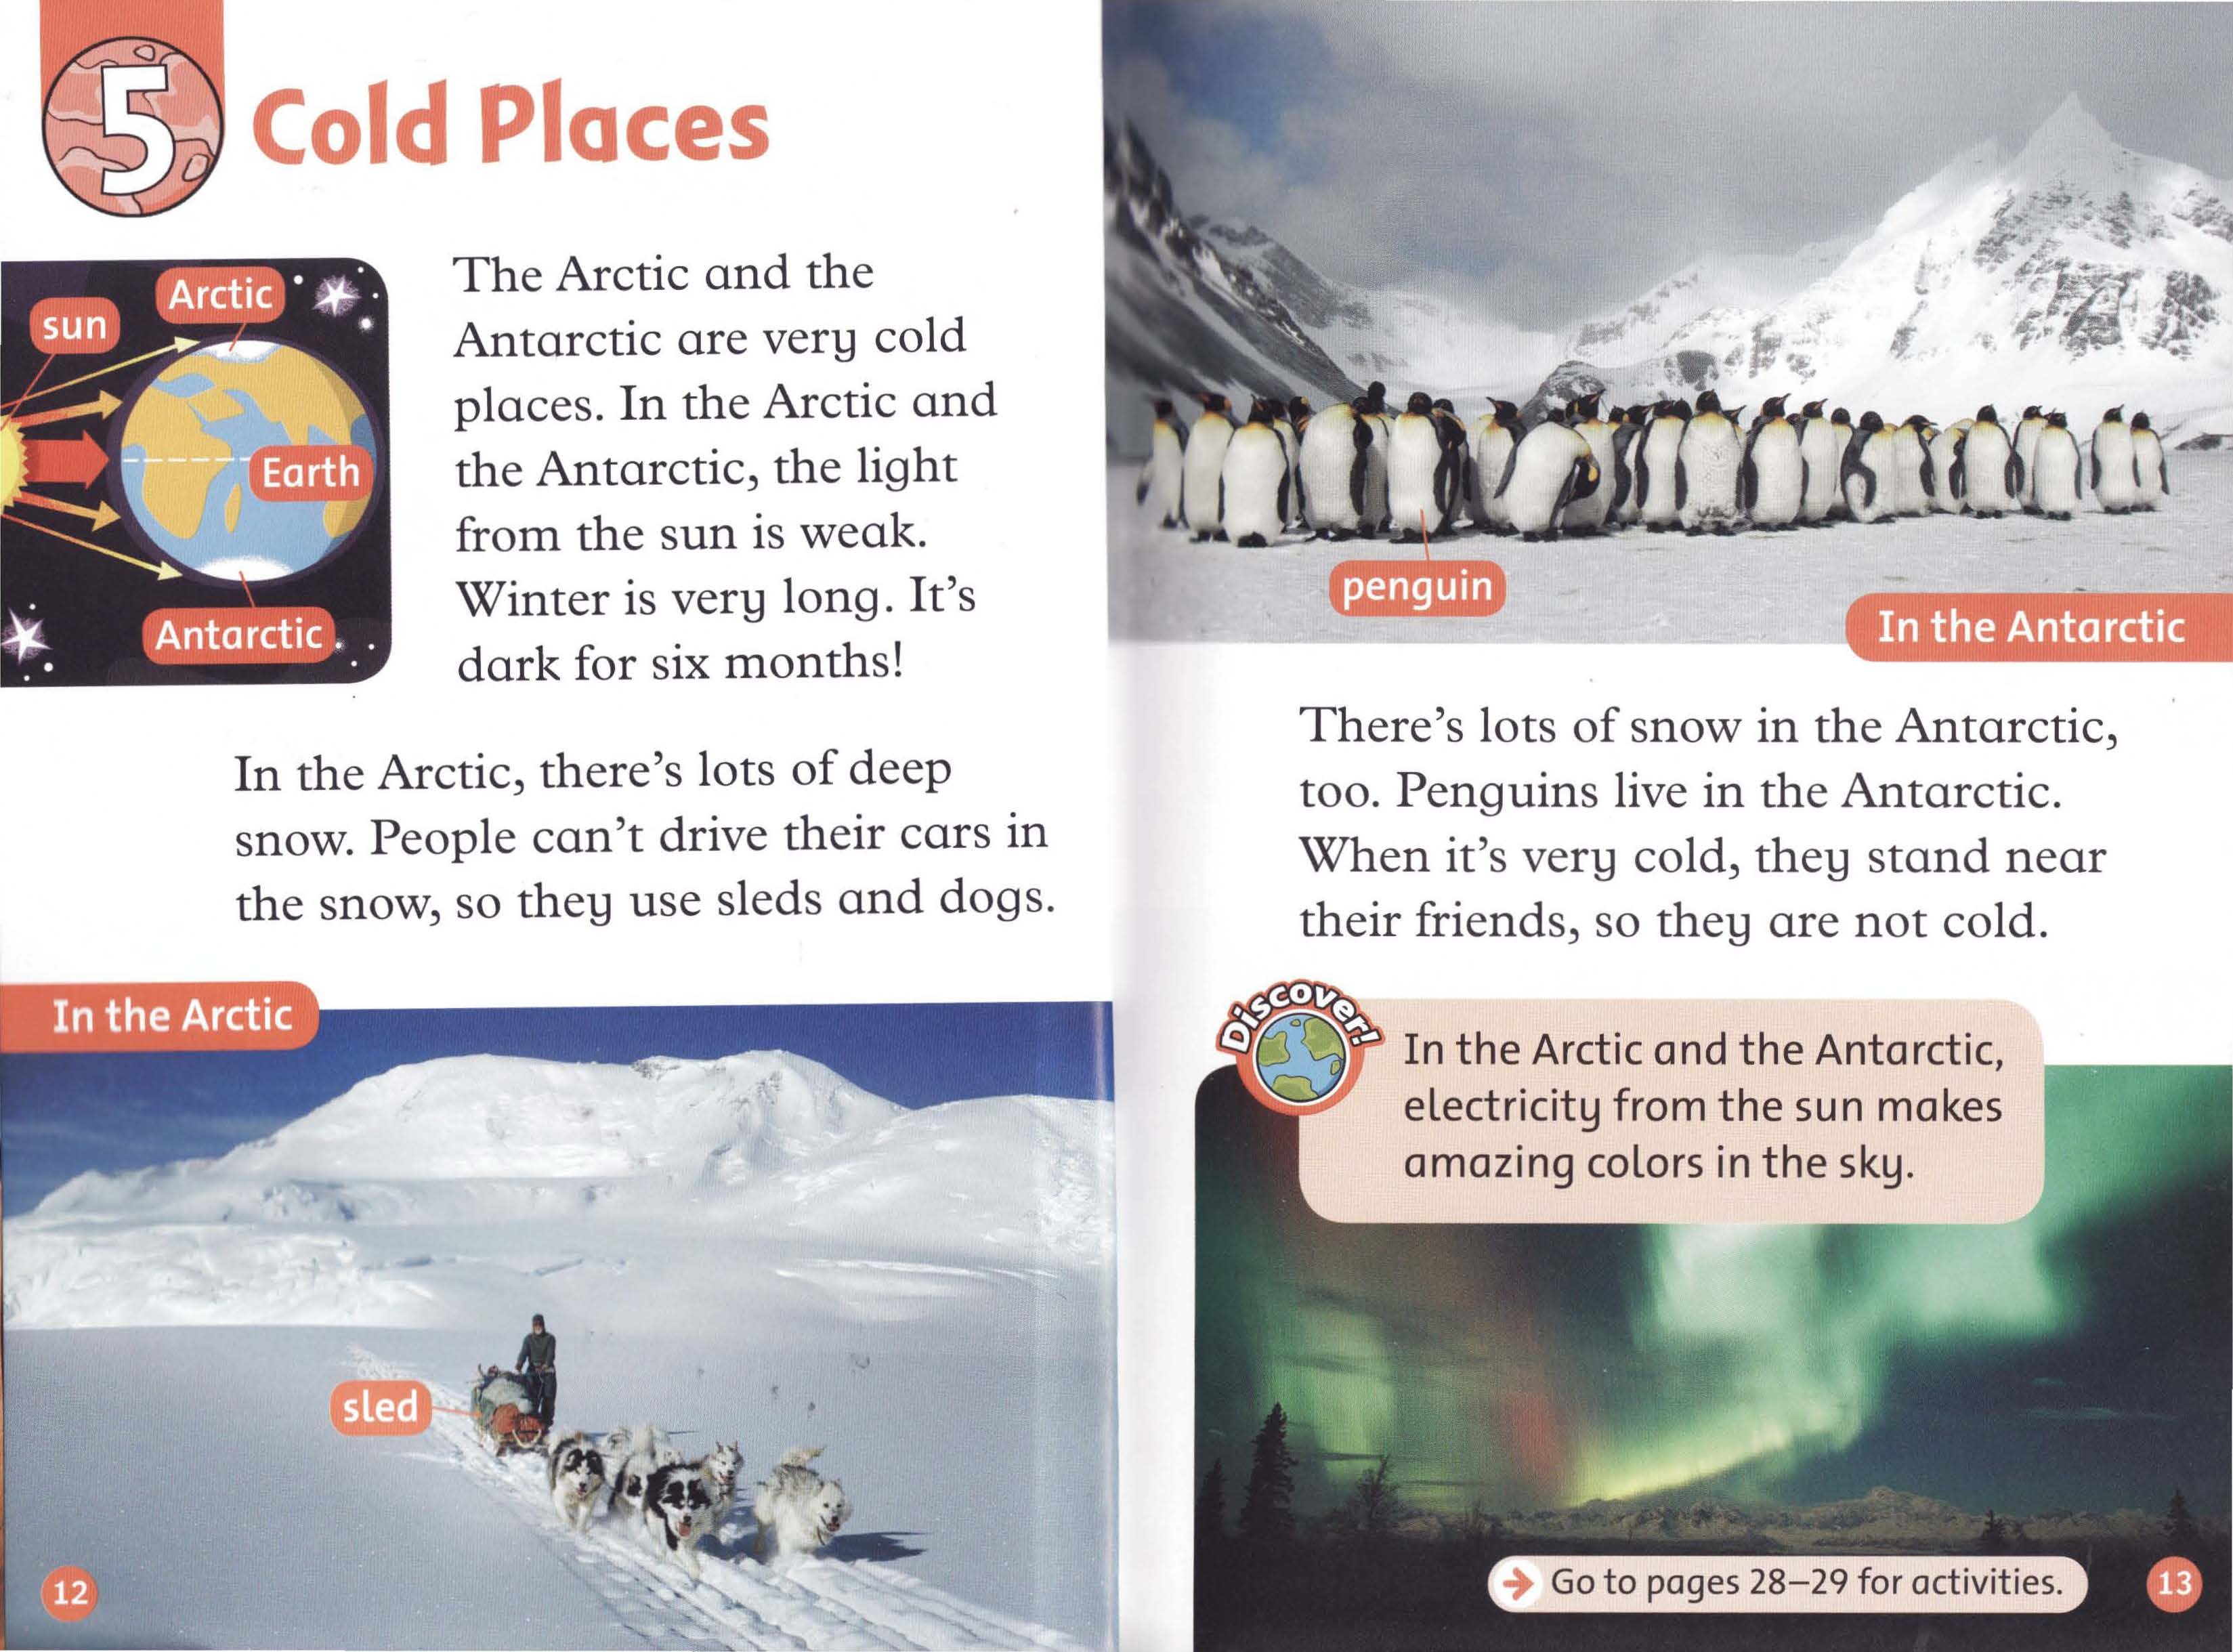 5
Cold Places
sun
Arctic
Earth
Antarctic
The Arctic and the
Antarctic are very cold
places. In the Arctic and
the Antarctic, the light
from the sun is weak.
Winter is very long. It's
dark for six months!
In the Arctic, there's lots of deep
snow. People can't drive their cars in
the snow, so they use sleds and dogs.
In the Arctic
sled
12
penguin
In the Antarctic
There's lots of snow in the Antarctic,
too. Penguins live in the Antarctic.
When it's very cold, they stand near
their friends, so they are not cold.
Discover!
In the Arctic and the Antarctic,
electricity from the sun makes
amazing colors in the sky.
Go to pages 28–29 for activities.
13